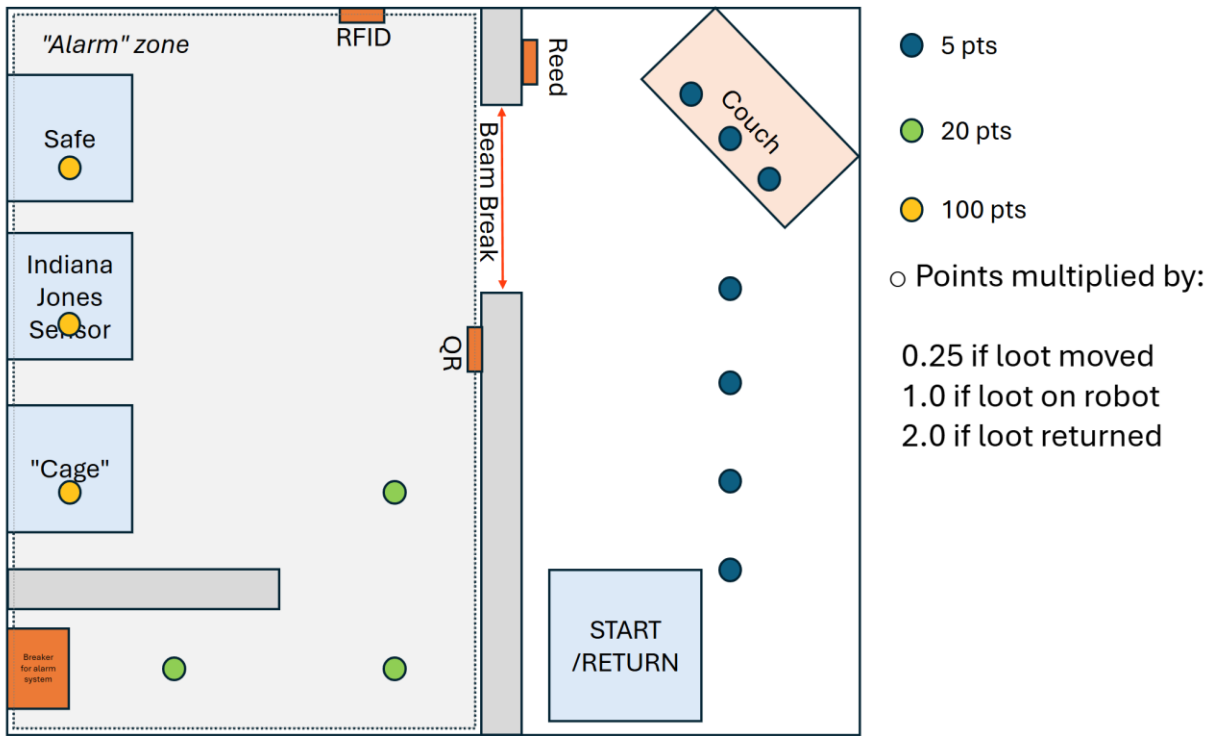 "Alarm" zone
RFID
Reed
Couch
Safe
Beam Break
Indiana
Jones
Sensor
QR
"Cage"
Breaker
for alarm
system
START
/RETURN
5 pts
20 pts
100 pts
○ Points multiplied by:
0.25 if loot moved
1.0 if loot on robot
2.0 if loot returned